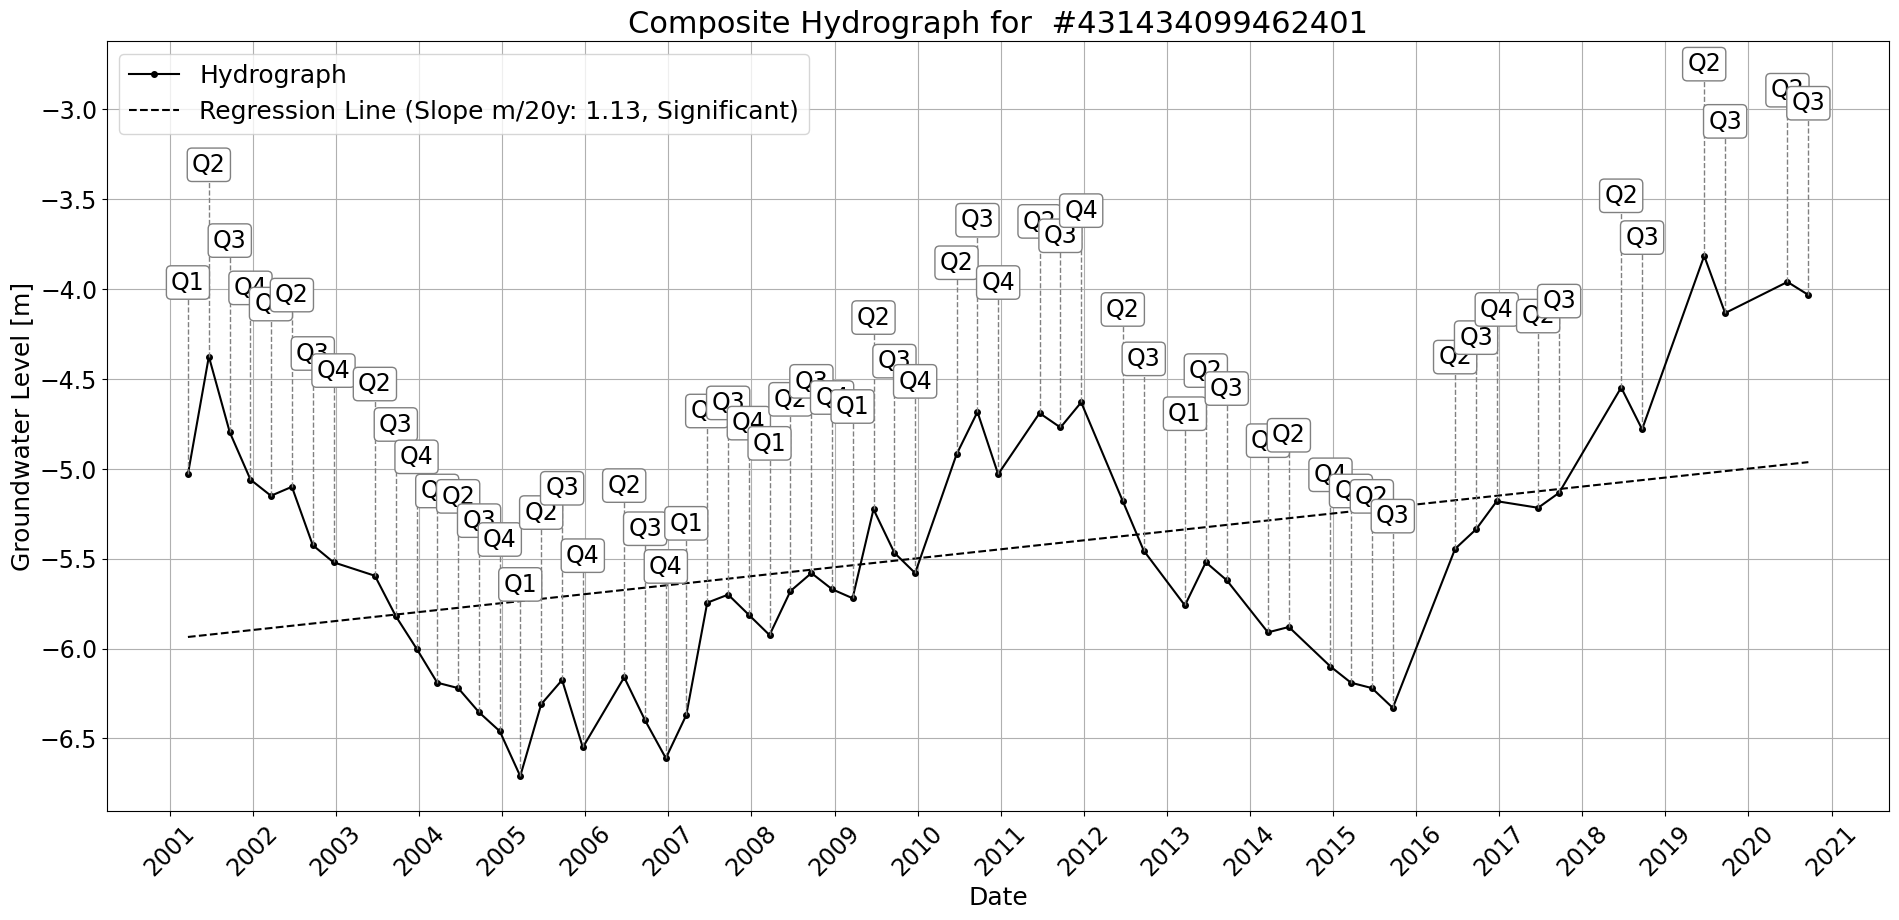 Composite Hydrograph for #431434099462401
Hydrograph
Regression Line (Slope m/20y: 1.13, Significant)
Groundwater Level [m]
−3.0
−3.5
−4.0
−4.5
−5.0
−5.5
−6.0
−6.5
Q1
Q2
Q3
Q4
Q2
Q3
Q4
Q2
Q3
Q4
Q2
Q3
Q4
Q1
Q2
Q3
Q4
Q2
Q3
Q4
Q1
Q3
Q4
Q1
Q2
Q3
Q1
Q2
Q3
Q4
Q2
Q3
Q4
Q3
Q4
Q2
Q3
Q1
Q2
Q3
Q2
Q4
Q2
Q3
Q2
Q3
Q4
Q2
Q3
Q2
Q3
Q2
Q3
Q3
2001
2002
2003
2004
2005
2006
2007
2008
2009
2010
2011
2012
2013
2014
2015
2016
2017
2018
2019
2020
2021
Date